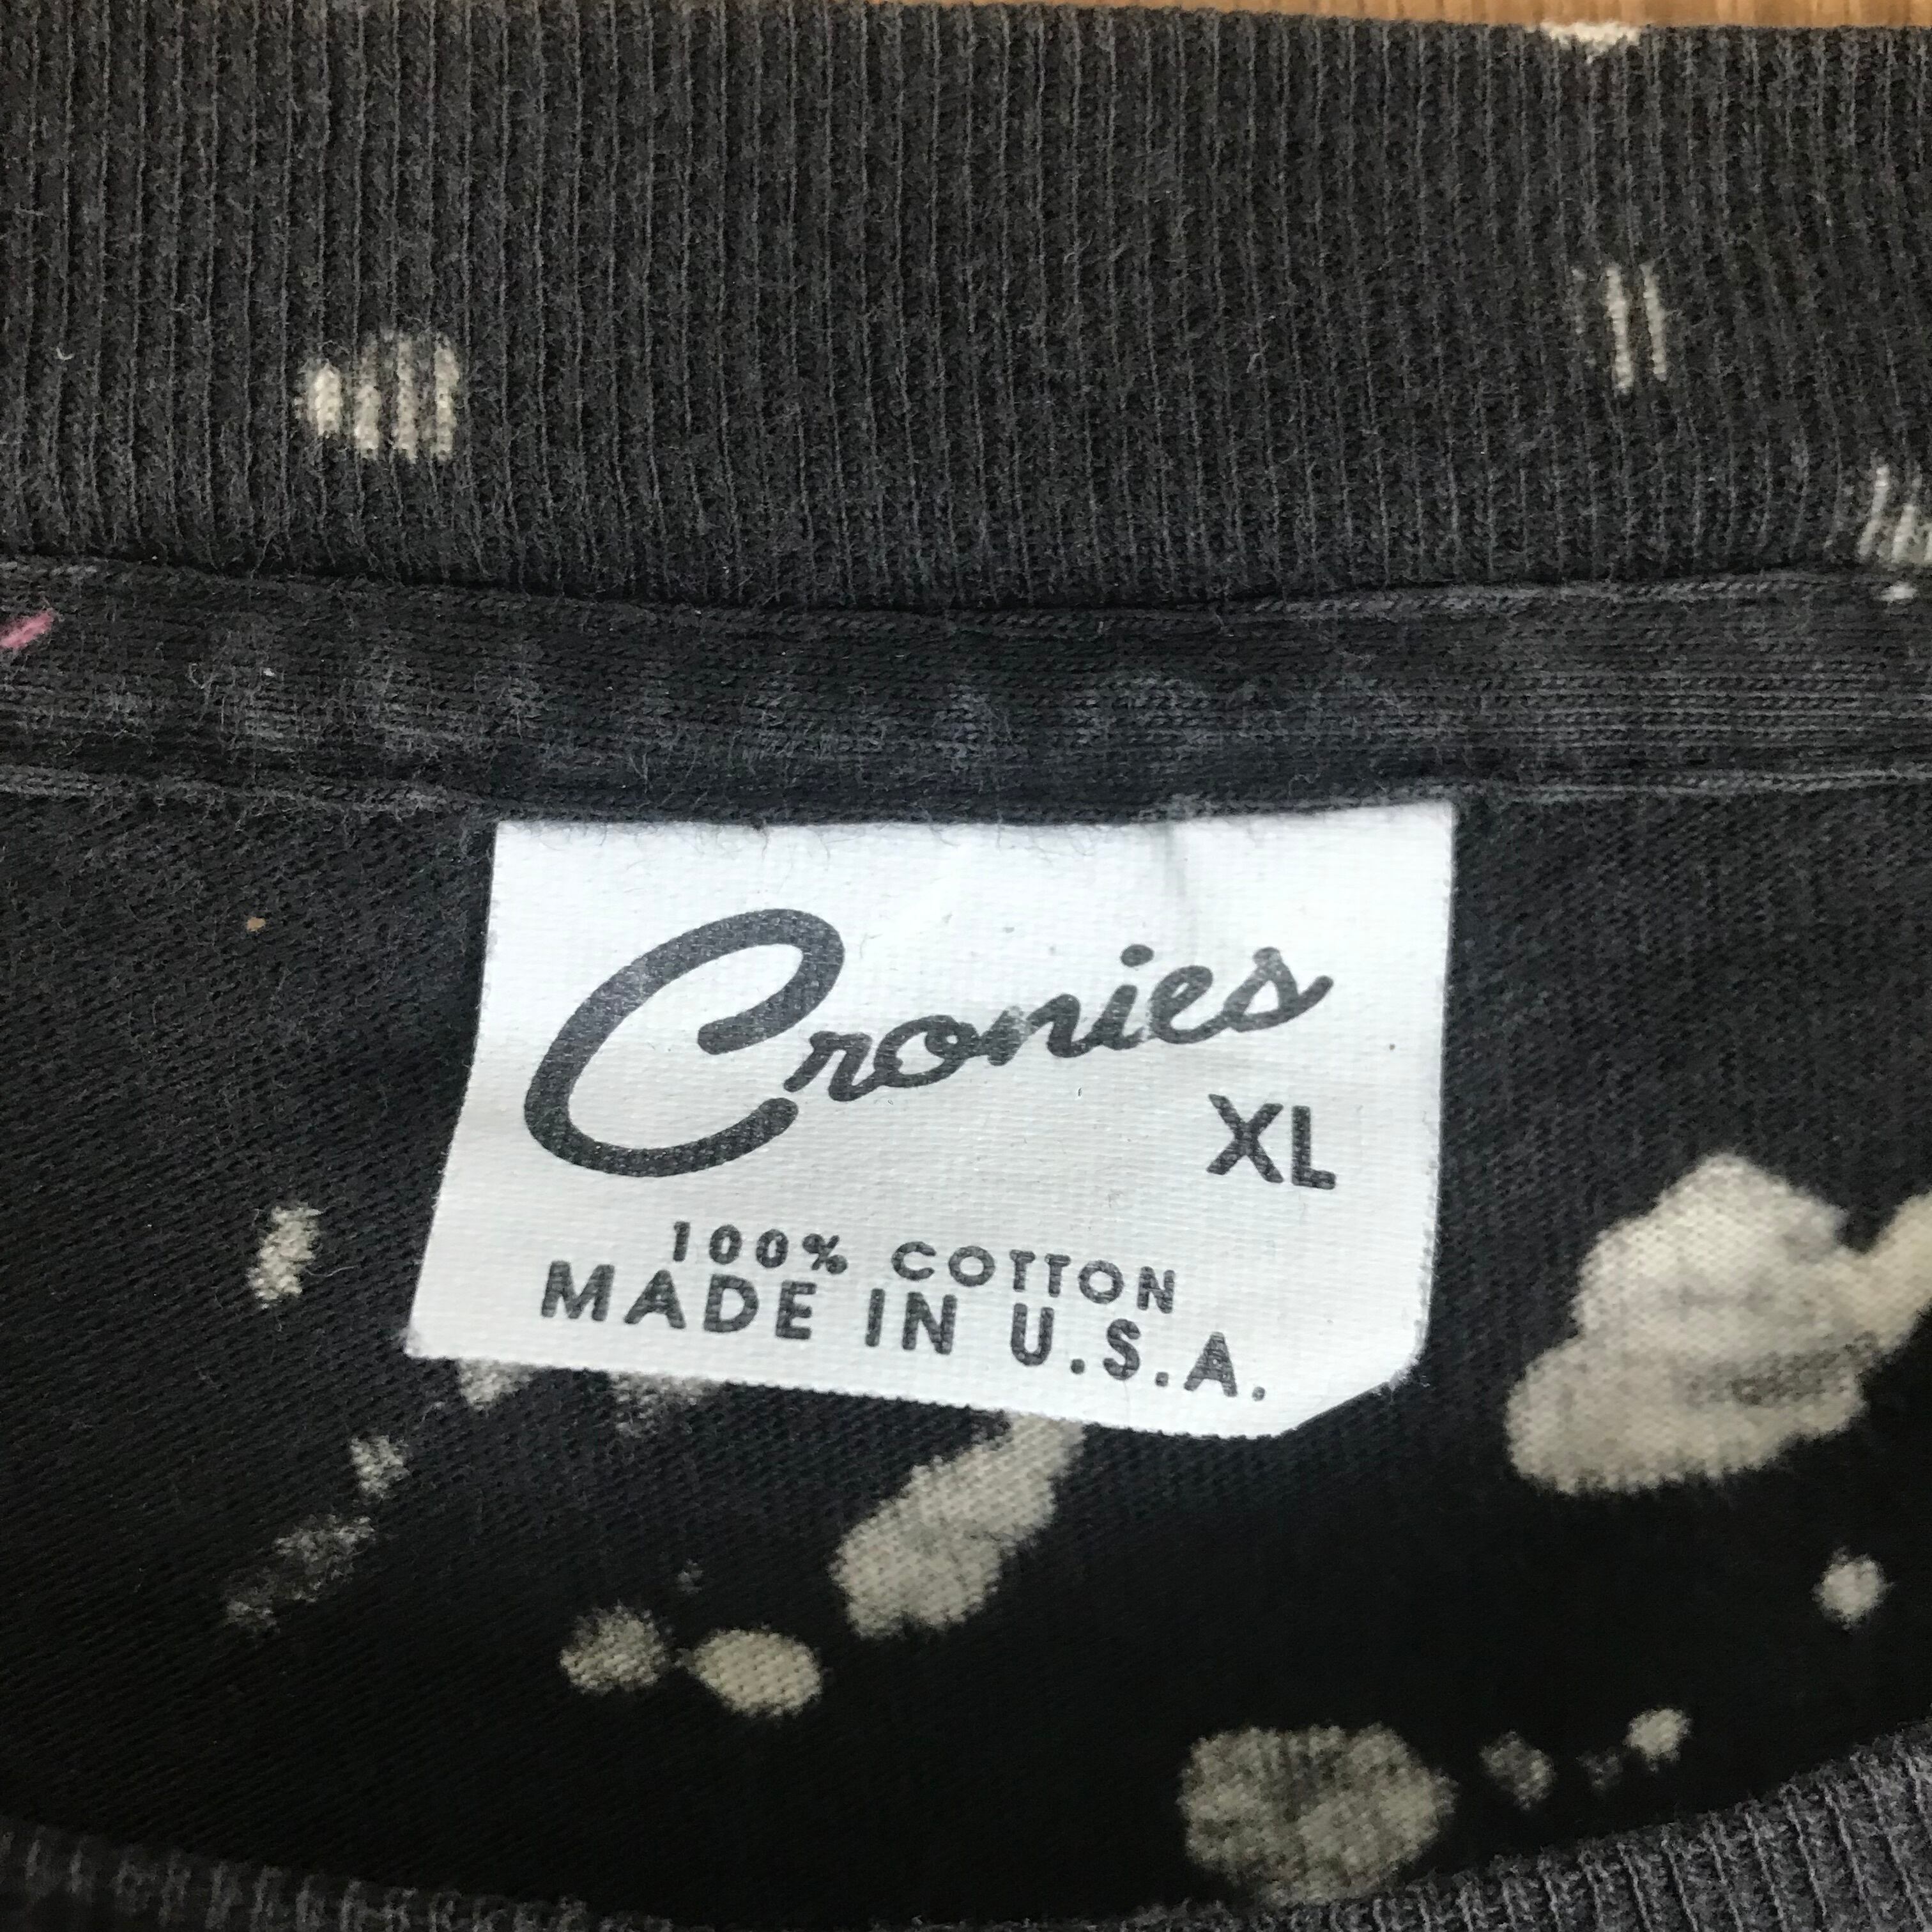 Cronies
XL
100% COTTON
MADE IN U.S.A.